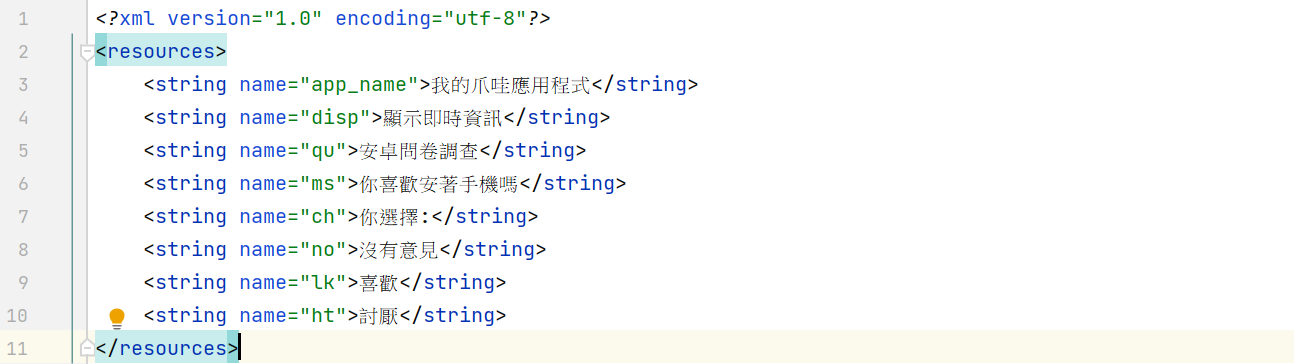 1 <?xml version="1.0" encoding="utf-8"?>
2 <resources>
3 <string name="app_name">我的爪哇應用程式</string>
4 <string name="disp">顯示即時資訊</string>
5 <string name="qu">安卓問卷調查</string>
6 <string name="ms">你喜歡安著手機嗎</string>
7 <string name="ch">你選擇:</string>
8 <string name="no">沒有意見</string>
9 <string name="lk">喜歡</string>
10 <string name="ht">討厭</string>
11 </resources>